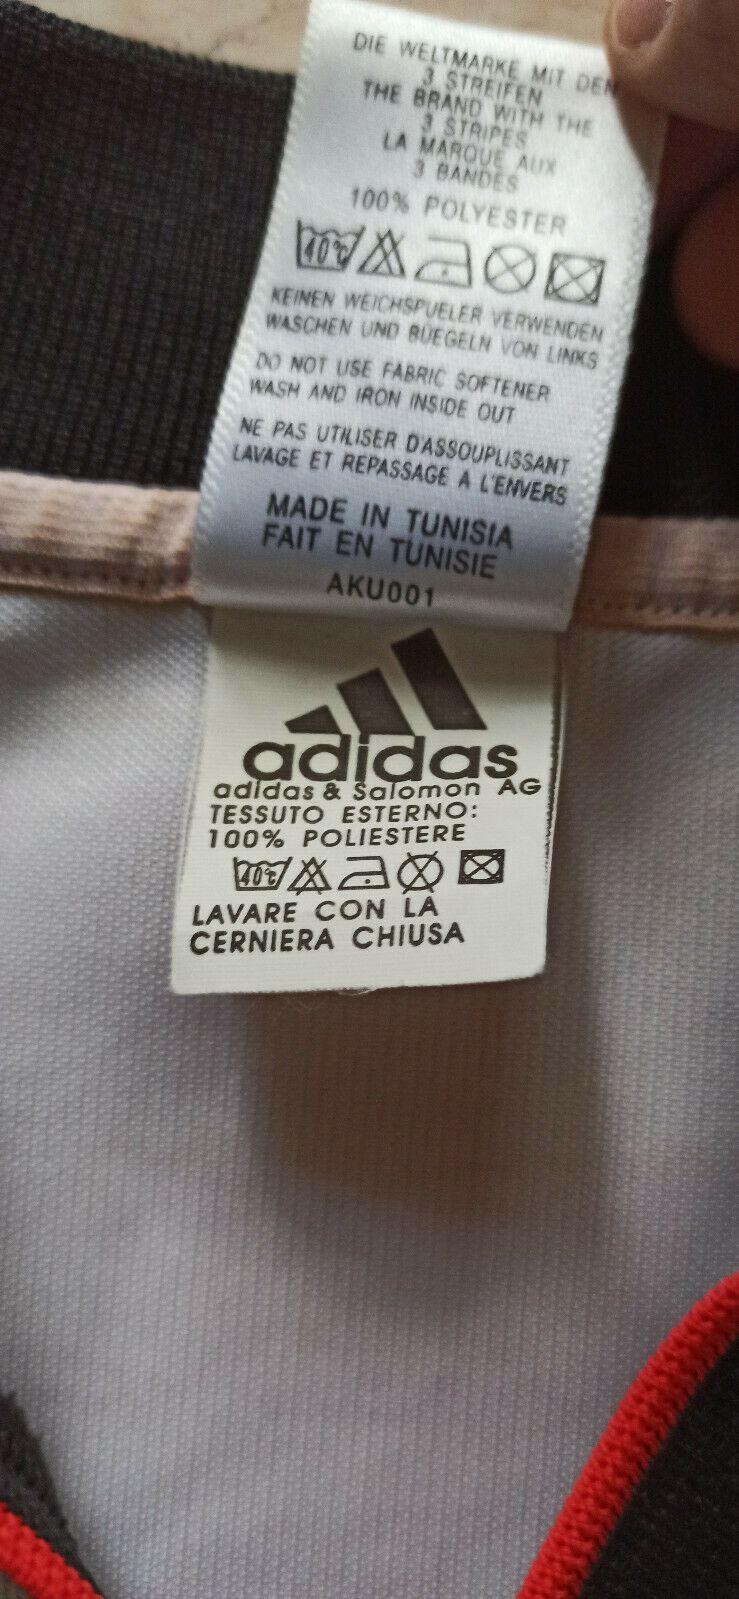 DIE WELTMARKE MIT DEN
3 STREIFEN
THE BRAND WITH THE
3 STRIPES
LA MARQUE AUX
3 BANDES
100% POLYESTER
40°C
KEINEN WEICHSPUELER VERWENDEN
WASCHEN UND BUEGELN VON LINKS
DO NOT USE FABRIC SOFTENER
WASH AND IRON INSIDE OUT
NE PAS UTILISER D'ASSOUPLISSANT
LAVAGE ET REPASSAGE A L'ENVERS
MADE IN TUNISIA
FAIT EN TUNISIE
AKU001
adidas
adidas & Salomon AG
TESSUTO ESTERNO:
100% POLIESTERE
40°C
LAVARE CON LA
CERNIERA CHIUSA